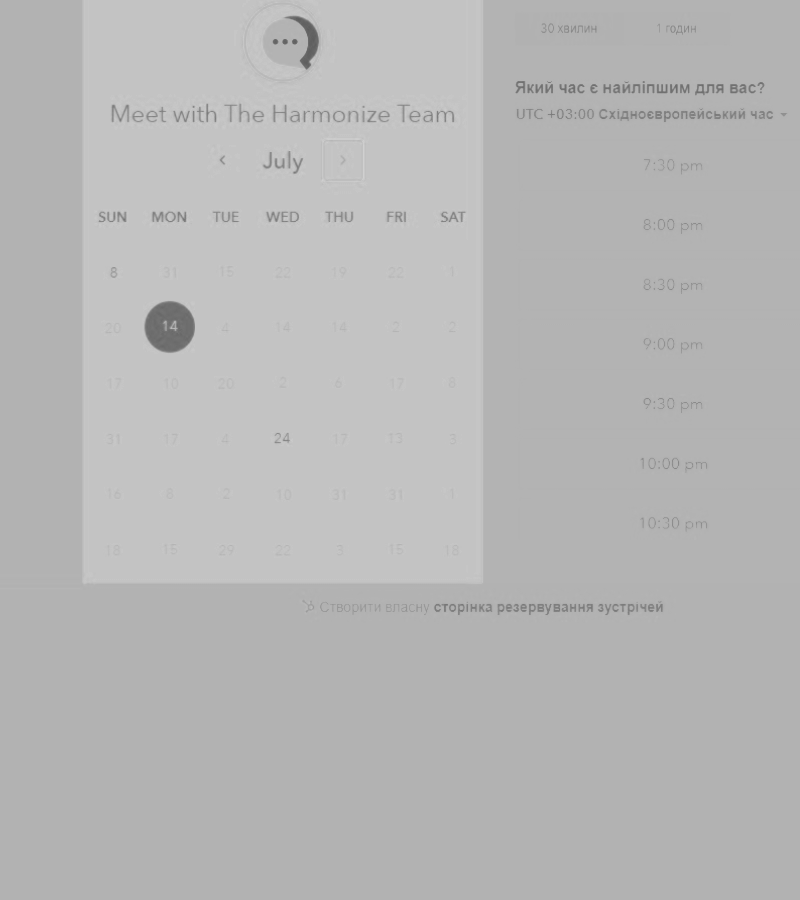 Meet with The Harmonize Team
July
SUN MON TUE WED THU FRI SAT
8 31 15 22 19 22 1
20 14 4 14 14 2 2
17 10 20 2 6 17 8
31 17 4 24 17 13 3
16 8 2 10 31 31 1
18 15 29 22 3 15 18
30 хвилин 1 годин
Який час є найліпшим для вас?
UTC +03:00 Східноєвропейський час
7:30 pm
8:00 pm
8:30 pm
9:00 pm
9:30 pm
10:00 pm
10:30 pm
Створити власну сторінка резервування зустрічей